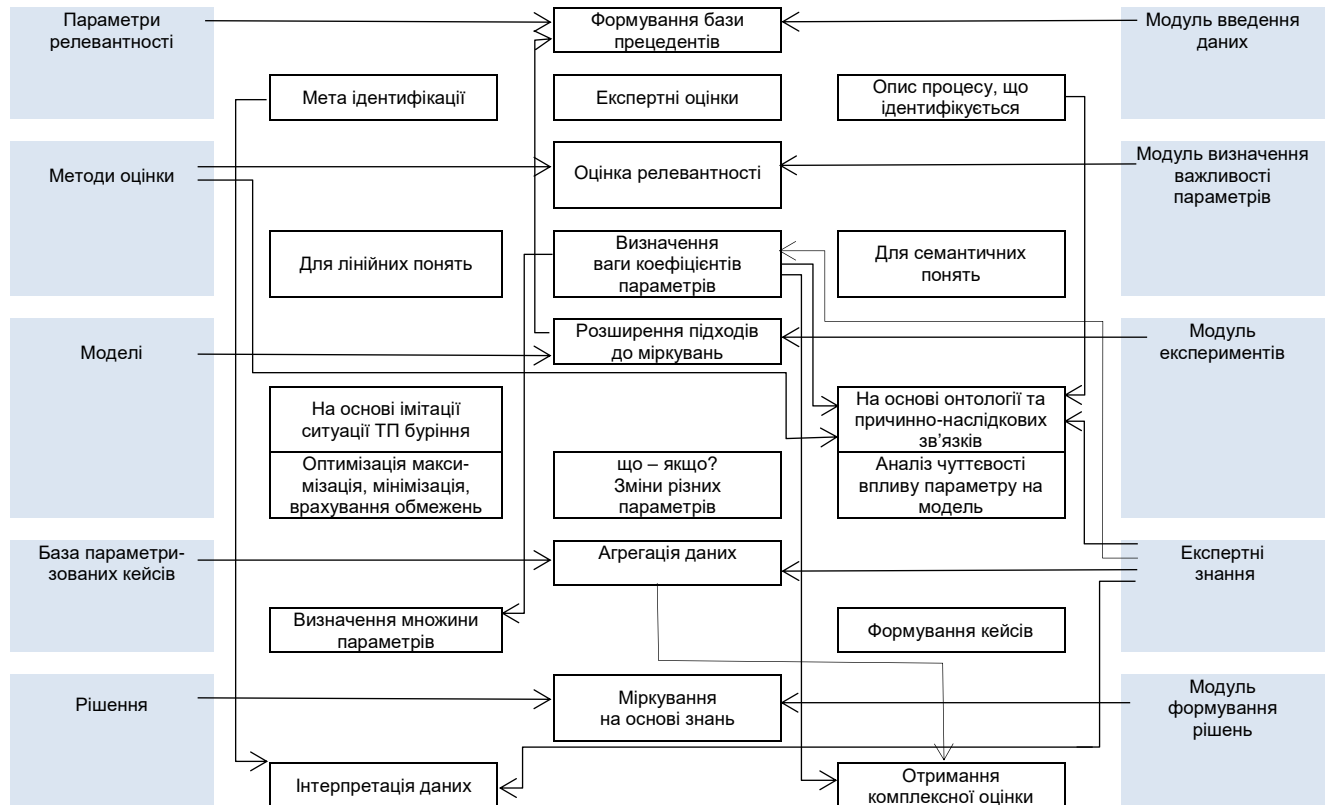 Параметри
релевантності
Формування бази
прецедентів
Модуль введення
даних
Мета ідентифікації
Експертні оцінки
Опис процесу, що
ідентифікується
Методи оцінки
Оцінка релевантності
Модуль визначення
важливості
параметрів
Для лінійних понять
Визначення
ваги коефіцієнтів
параметрів
Для семантичних
понять
Моделі
Розширення підходів
до міркувань
Модуль
експериментів
На основі імітації
ситуації ТП буріння
На основі онтології та
причинно-наслідкових
зв’язків
Оптимізація макси-
мізація, мінімізація,
врахування обмежень
що – якщо?
Зміни різних
параметрів
Аналіз чуттєвості
впливу параметру на
модель
База параметри-
зованих кейсів
Агрегація даних
Експертні
знання
Визначення множини
параметрів
Формування кейсів
Рішення
Міркування
на основі знань
Модуль
формування
рішень
Інтерпретація даних
Отримання
комплексної оцінки